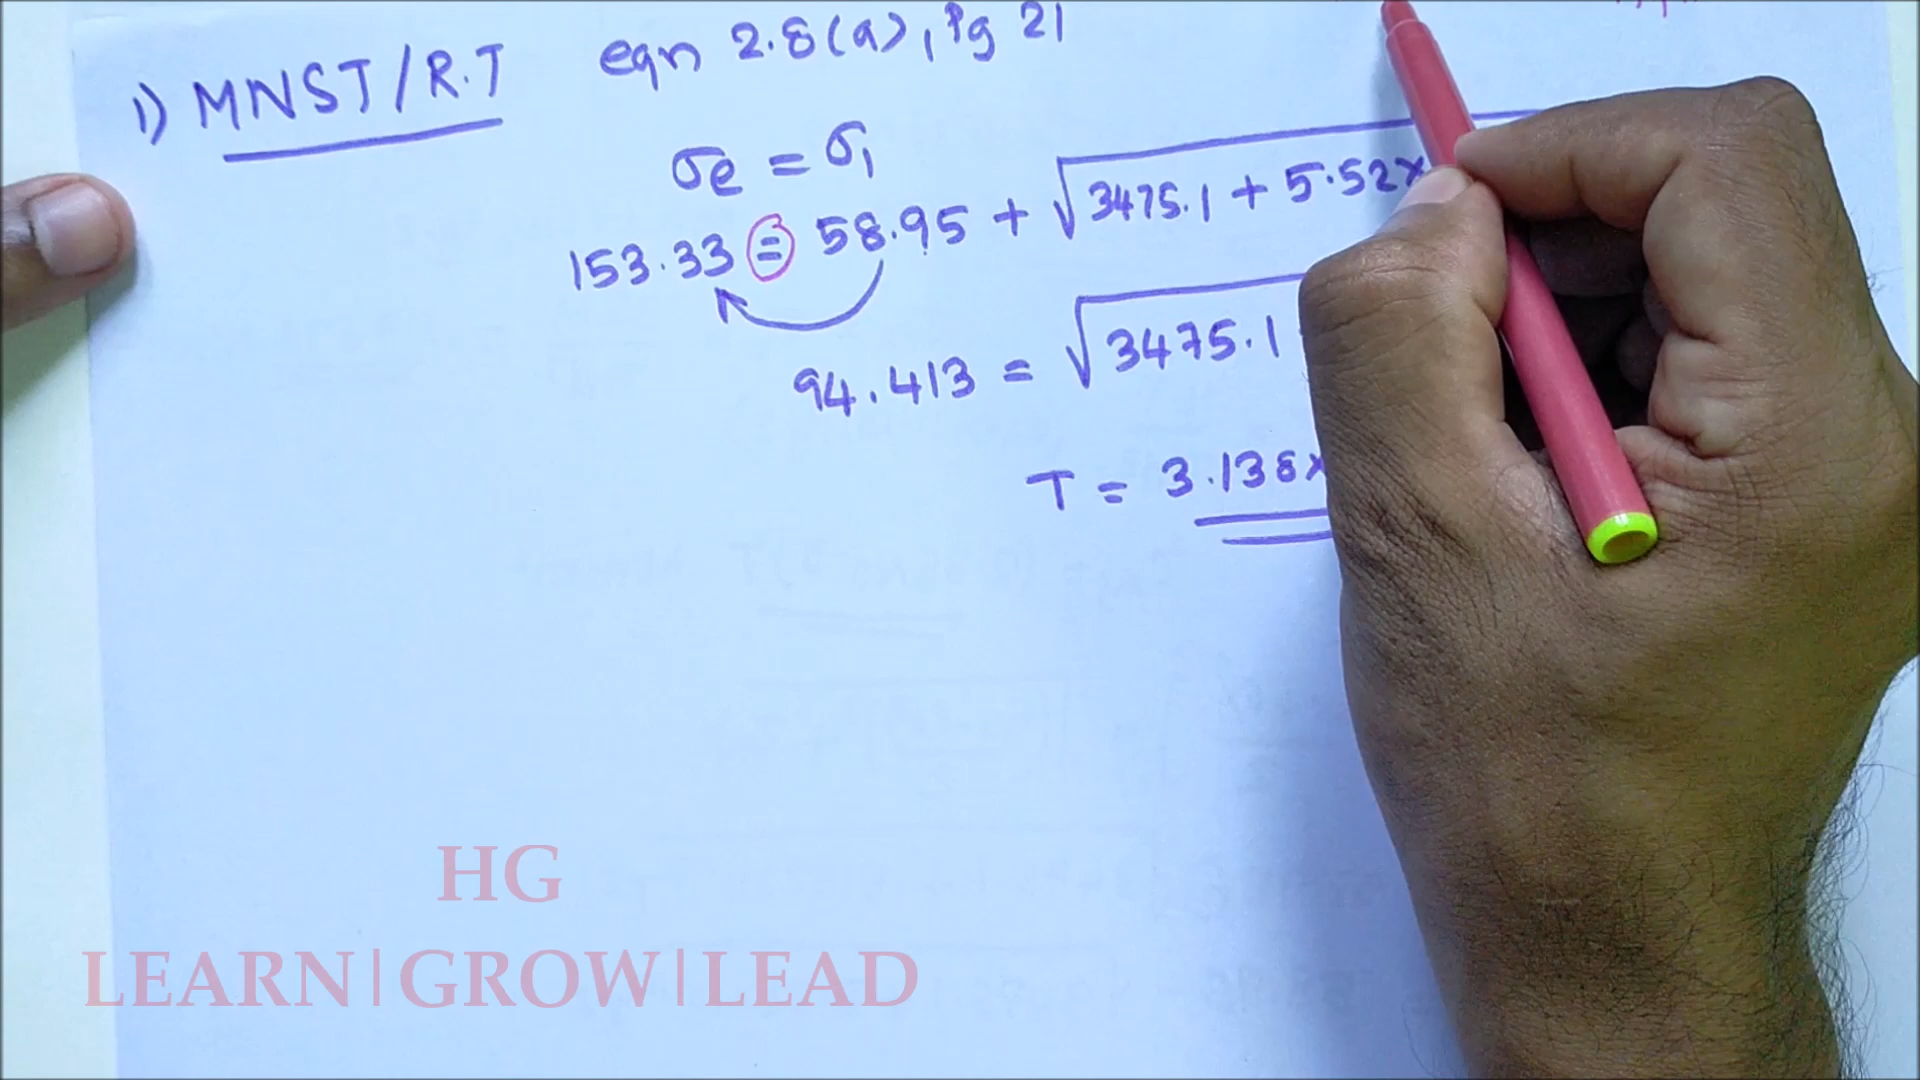 1) MNST/R.T eqn 2.8(a), Pg 21
σe = σ1
153.33 = 58.95 + √3475.1 + 5.52x
94.413 = √3475.1
T = 3.138x
HG
LEARN|GROW|LEAD